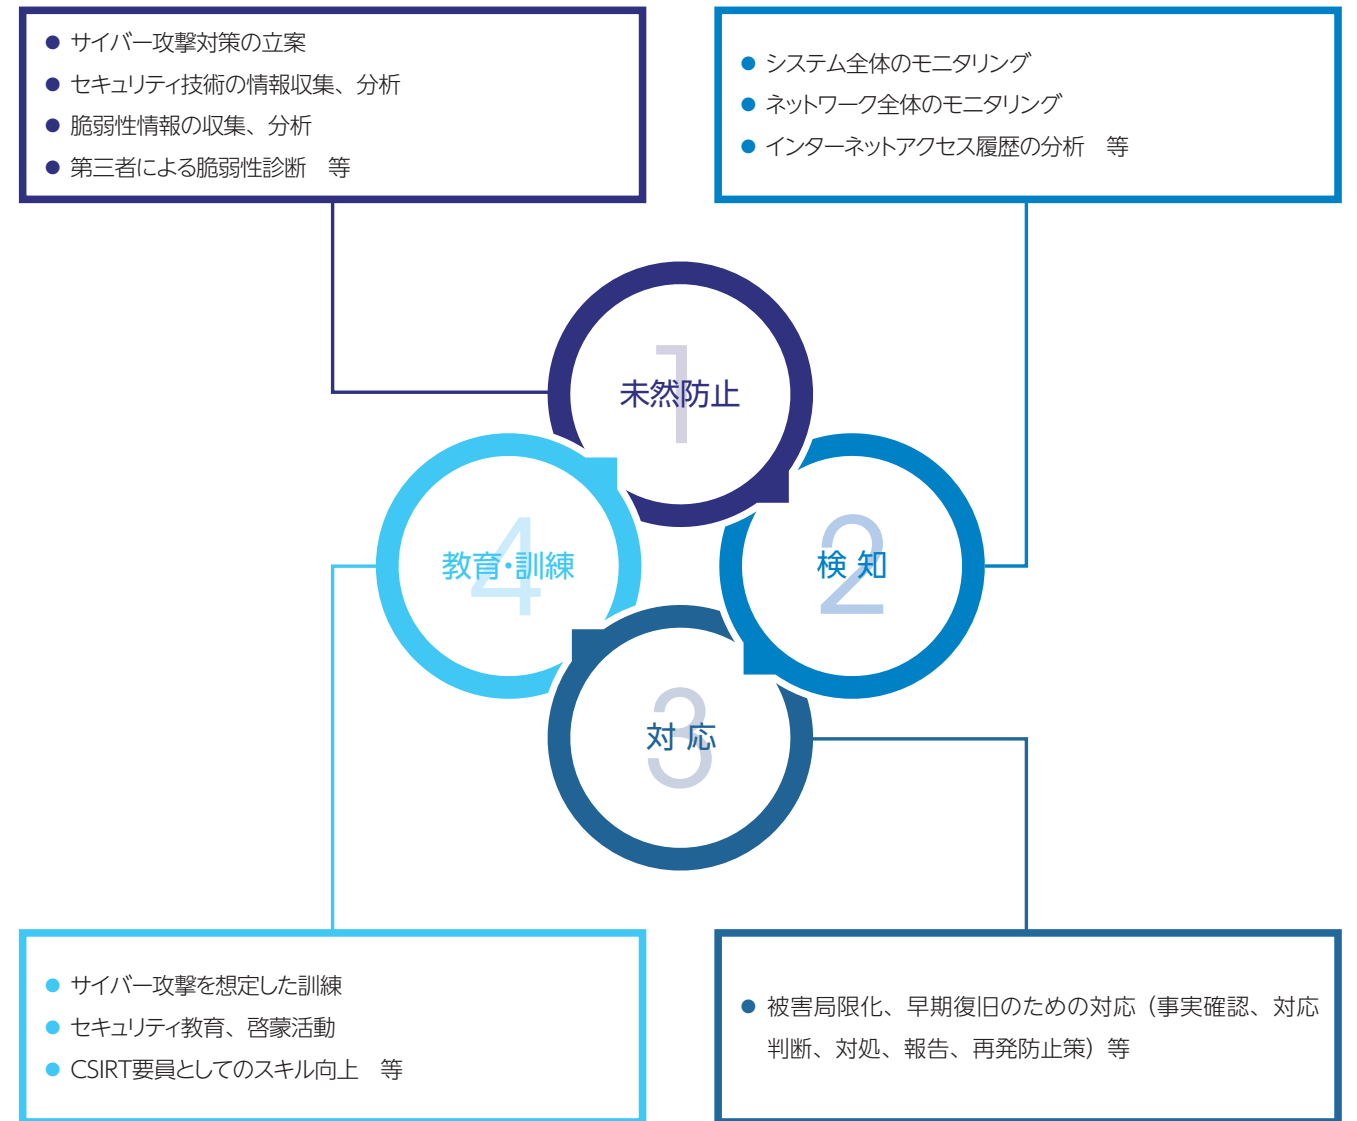 ● サイバー攻撃対策の立案
● セキュリティ技術の情報収集、分析
● 脆弱性情報の収集、分析
● 第三者による脆弱性診断　等
● システム全体のモニタリング
● ネットワーク全体のモニタリング
● インターネットアクセス履歴の分析　等
1
未然防止
2
検 知
3
対 応
4
教育・訓練
● サイバー攻撃を想定した訓練
● セキュリティ教育、啓蒙活動
● CSIRT要員としてのスキル向上　等
● 被害局限化、早期復旧のための対応（事実確認、対応
判断、対処、報告、再発防止策）等